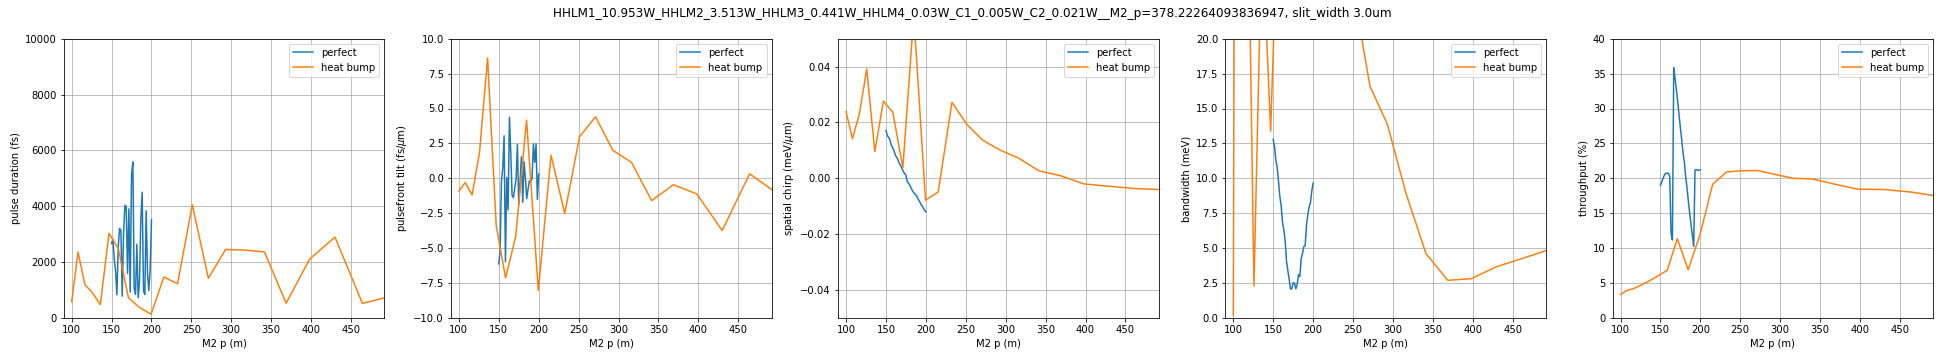 HHLM1_10.953W_HHLM2_3.513W_HHLM3_0.441W_HHLM4_0.03W_C1_0.005W_C2_0.021W__M2_p=378.22264093836947, slit_width 3.0um
pulse duration (fs)
10000
8000
6000
4000
2000
0
perfect
heat bump
100 150 200 250 300 350 400 450
M2 p (m)
pulsefront tilt (fs/μm)
10.0
7.5
5.0
2.5
0.0
−2.5
−5.0
−7.5
−10.0
perfect
heat bump
100 150 200 250 300 350 400 450
M2 p (m)
spatial chirp (meV/μm)
0.04
0.02
0.00
−0.02
−0.04
perfect
heat bump
100 150 200 250 300 350 400 450
M2 p (m)
bandwidth (meV)
20.0
17.5
15.0
12.5
10.0
7.5
5.0
2.5
0.0
perfect
heat bump
100 150 200 250 300 350 400 450
M2 p (m)
throughput (%)
40
35
30
25
20
15
10
5
0
perfect
heat bump
100 150 200 250 300 350 400 450
M2 p (m)